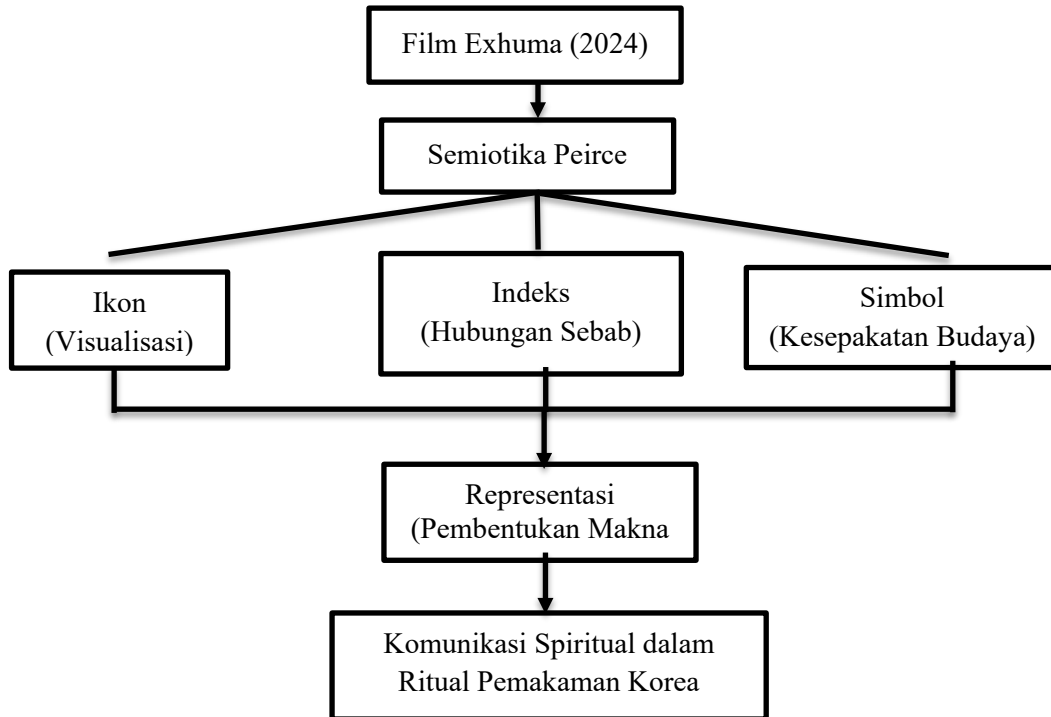 Film Exhuma (2024)
Semiotika Peirce
Ikon
(Visualisasi)
Indeks
(Hubungan Sebab)
Simbol
(Kesepakatan Budaya)
Representasi
(Pembentukan Makna
Komunikasi Spiritual dalam
Ritual Pemakaman Korea